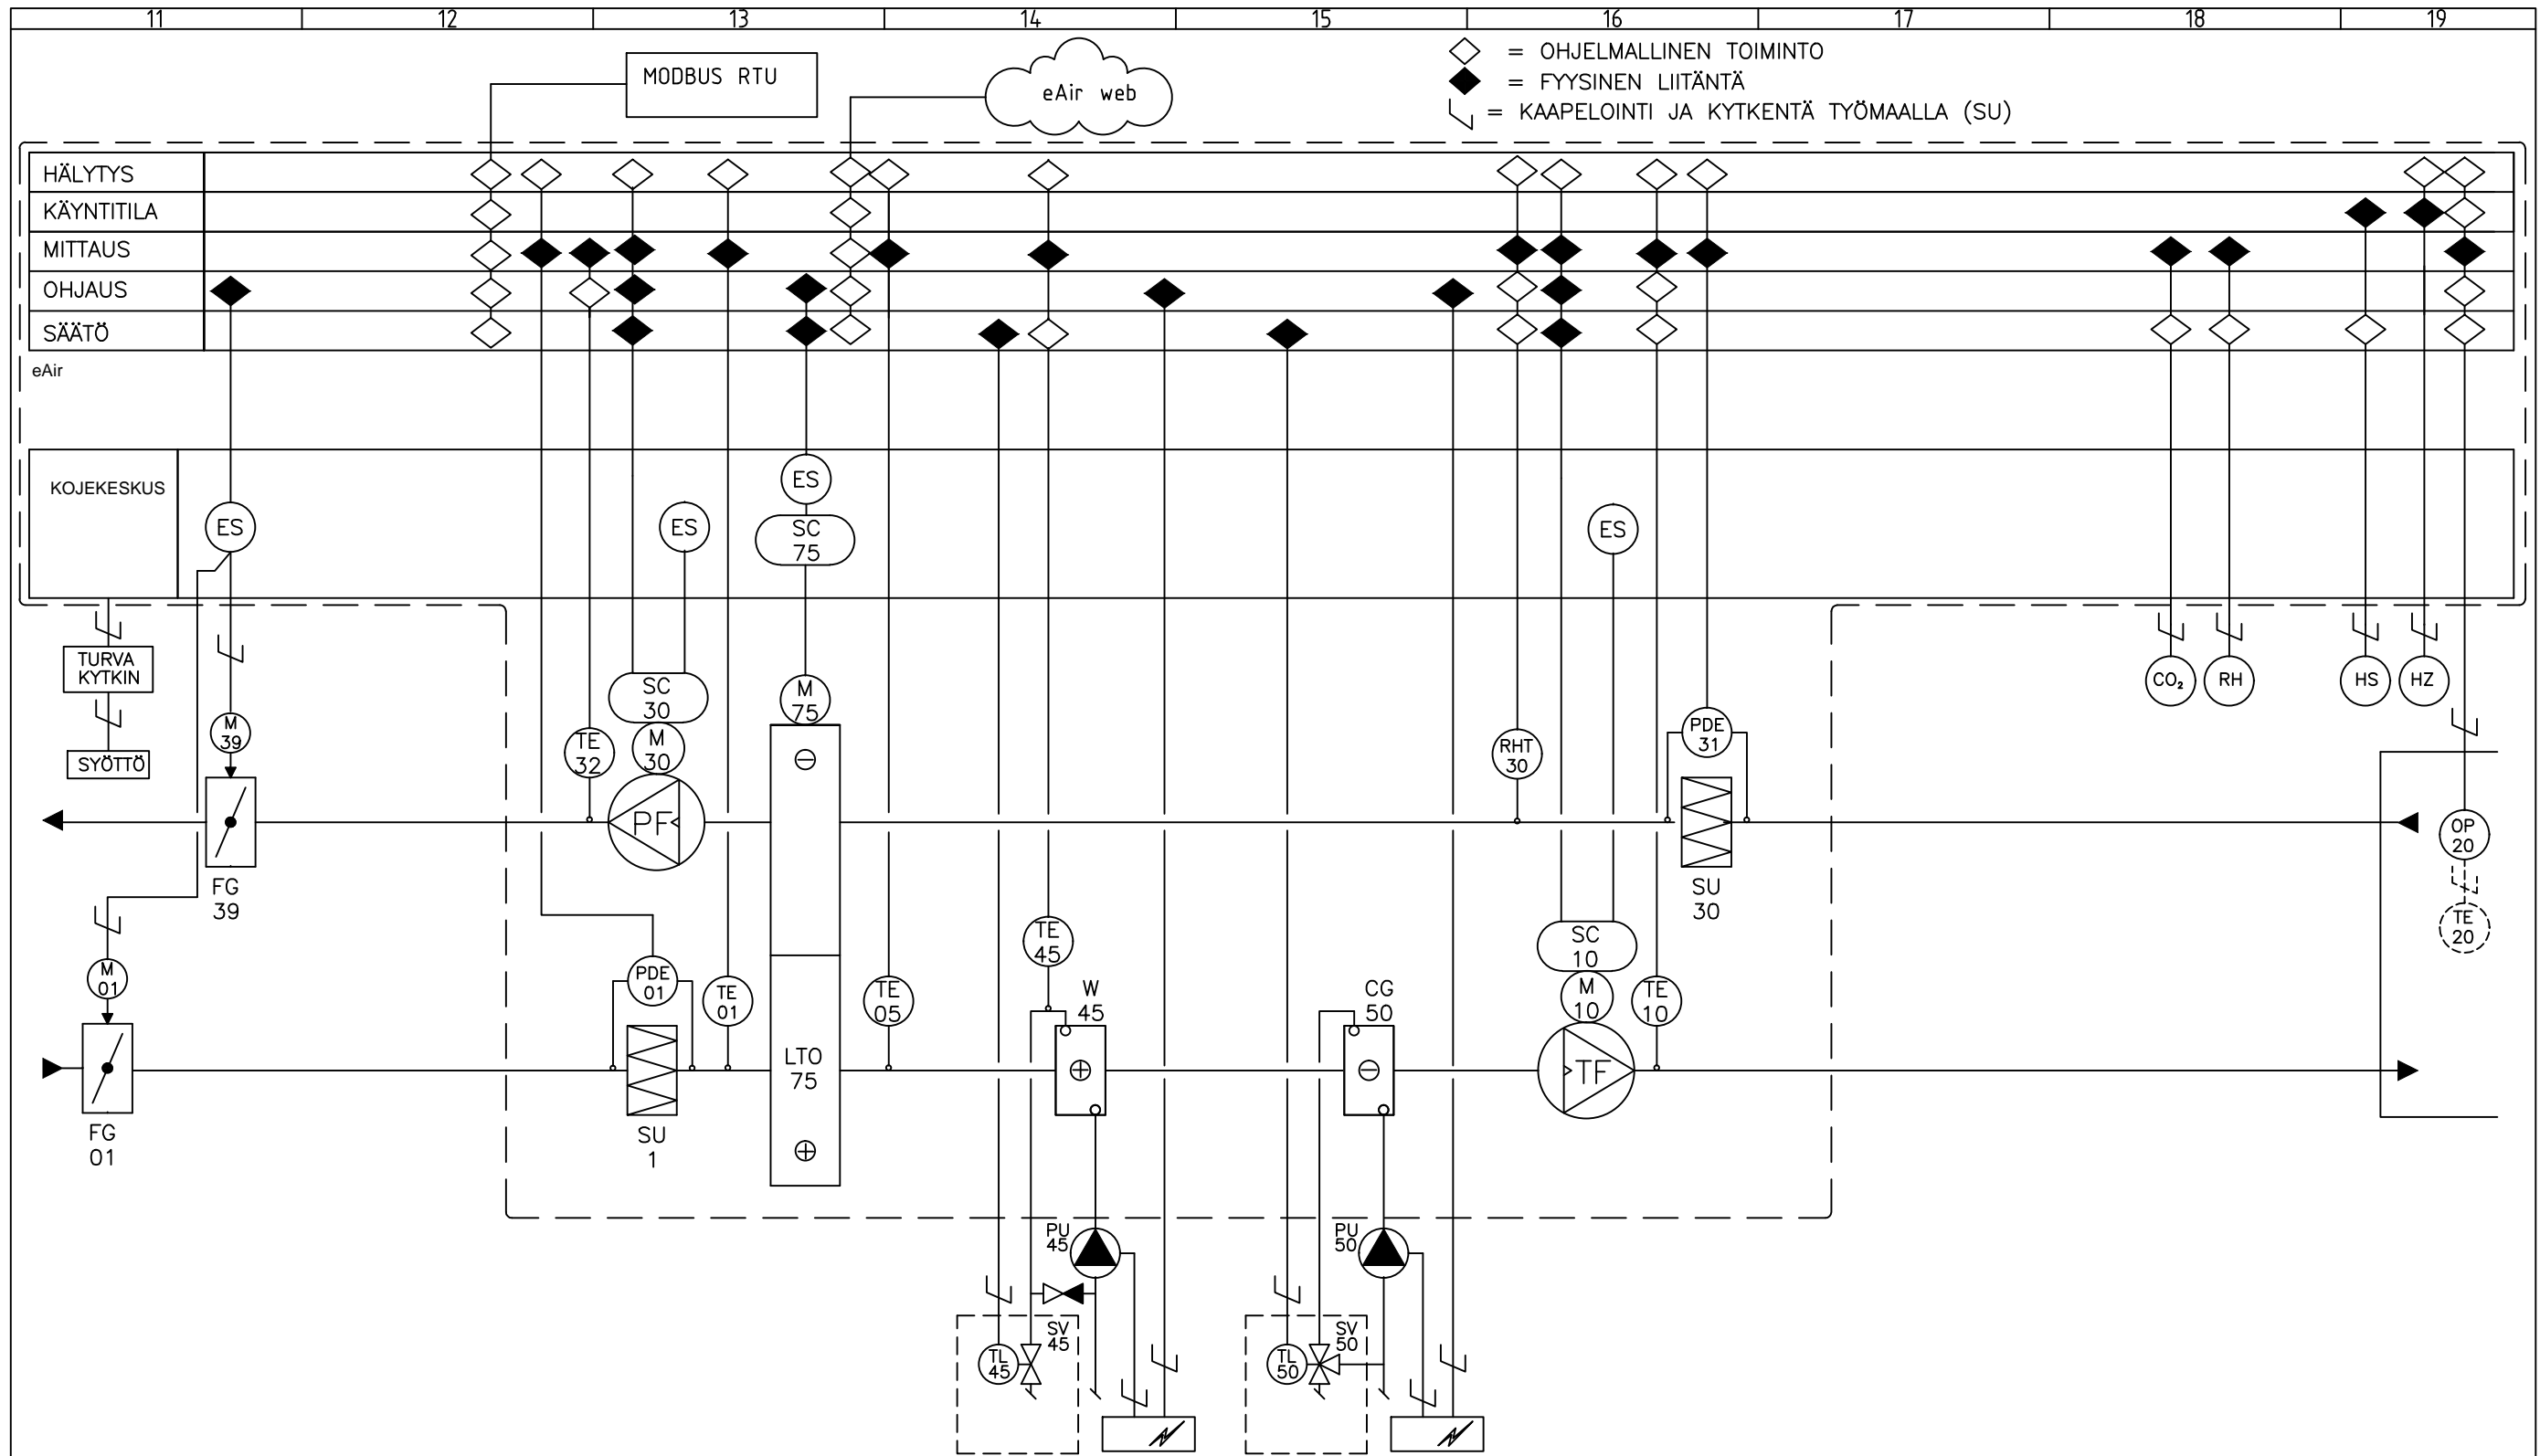 11 12 13 14 15 16 17 18 19
= OHJELMALLINEN TOIMINTO
MODBUS RTU
= FYYSINEN LIITÄNTÄ
eAir web
= KAAPELOINTI JA KYTKENTÄ TYÖMAALLA (SU)
HÄLYTYS
KÄYNTITILA
MITTAUS
OHJAUS
SÄÄTÖ
eAir
KOJEKESKUS
ES
ES
ES
SC
75
ES
TURVA
KYTKIN
SYÖTTÖ
M
39
TE
32
SC
30
M
30
M
75
RHT
30
PDE
31
CO₂
RH
HS
HZ
PF
OP
20
TE
20
FG
39
SU
30
M
01
PDE
01
TE
01
TE
05
TE
45
W
45
CG
50
SC
10
M
10
TE
10
LTO
75
TF
FG
01
SU
1
PU
45
PU
50
SV
45
TL
45
SV
50
TL
50